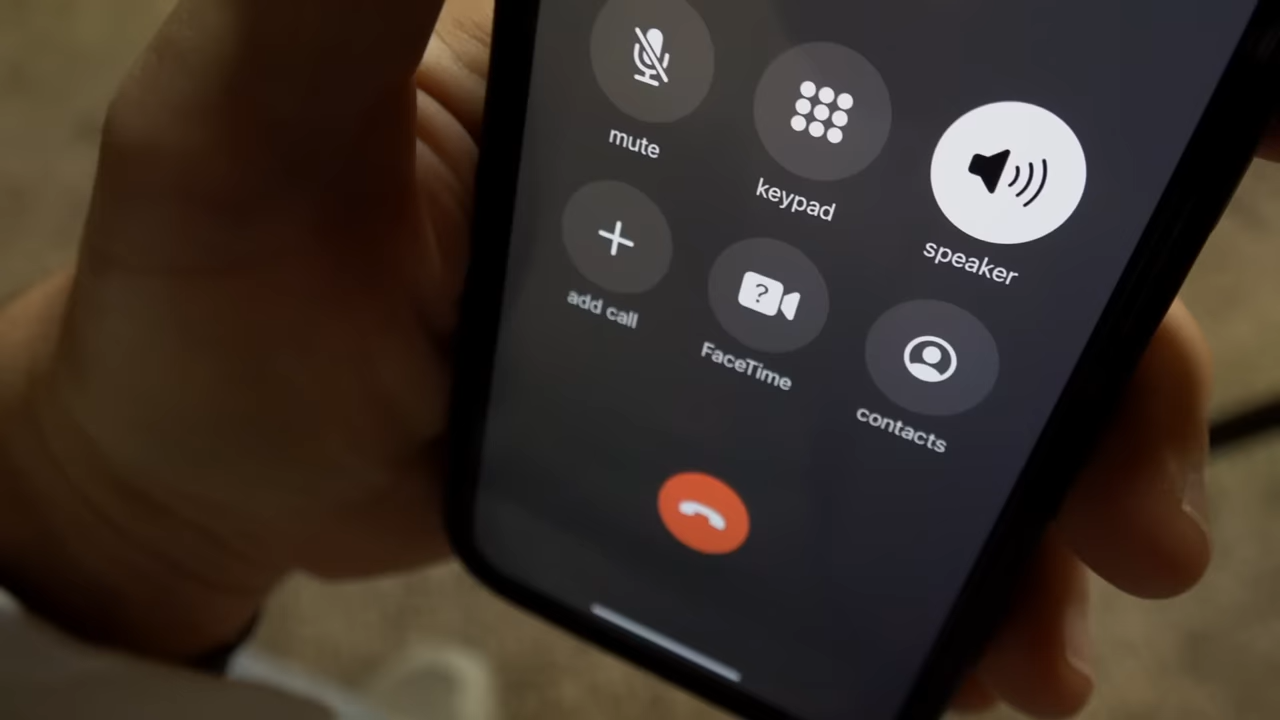 mute
keypad
speaker
add call
FaceTime
contacts